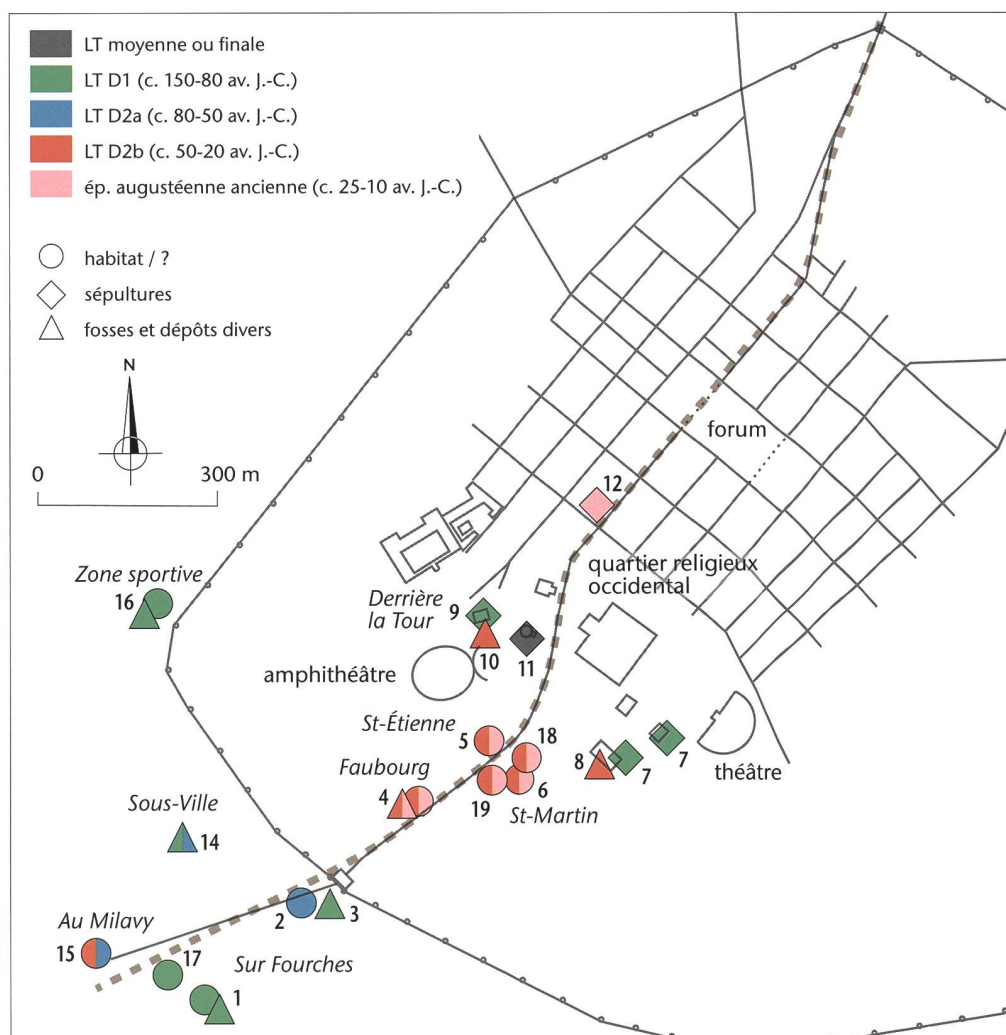 LT moyenne ou finale
LT D1 (c. 150-80 av. J.-C.)
LT D2a (c. 80-50 av. J.-C.)
LT D2b (c. 50-20 av. J.-C.)
ép. augustéenne ancienne (c. 25-10 av. J.-C.)
habitat / ?
sépultures
fosses et dépôts divers
N
0 300 m
forum
12
quartier religieux
occidental
Zone sportive
16
Derrière
la Tour
9
10
11
amphithéâtre
St-Étienne
5
18
8
7
7
théâtre
Faubourg
4
19
6
St-Martin
Sous-Ville
14
2
3
Au Milavy
15
17
Sur Fourches
1